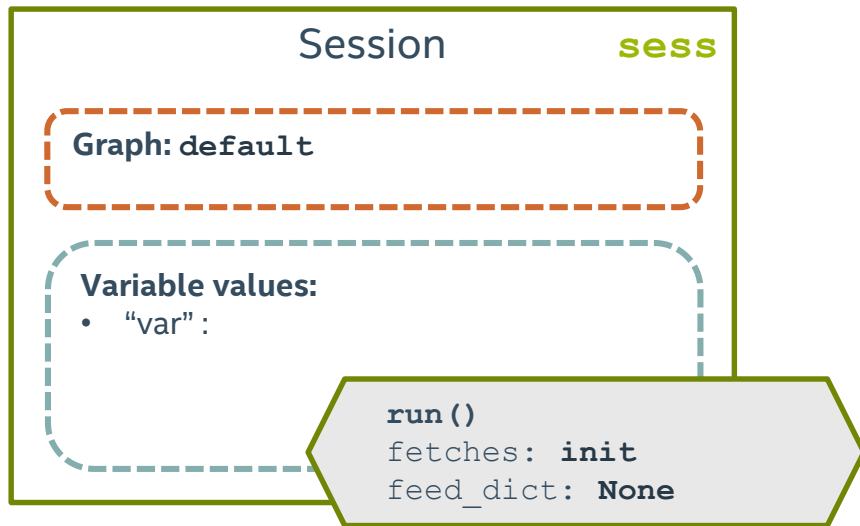 Session sess
Graph: default
Variable values:
• “var” :
run()
fetches: init
feed_dict: None